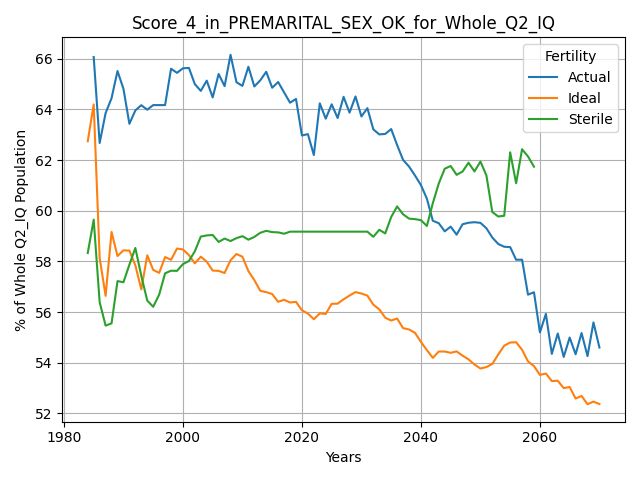 Score_4_in_PREMARITAL_SEX_OK_for_Whole_Q2_IQ
% of Whole Q2_IQ Population
66
64
62
60
58
56
54
52
Fertility
Actual
Ideal
Sterile
1980 2000 2020 2040 2060
Years